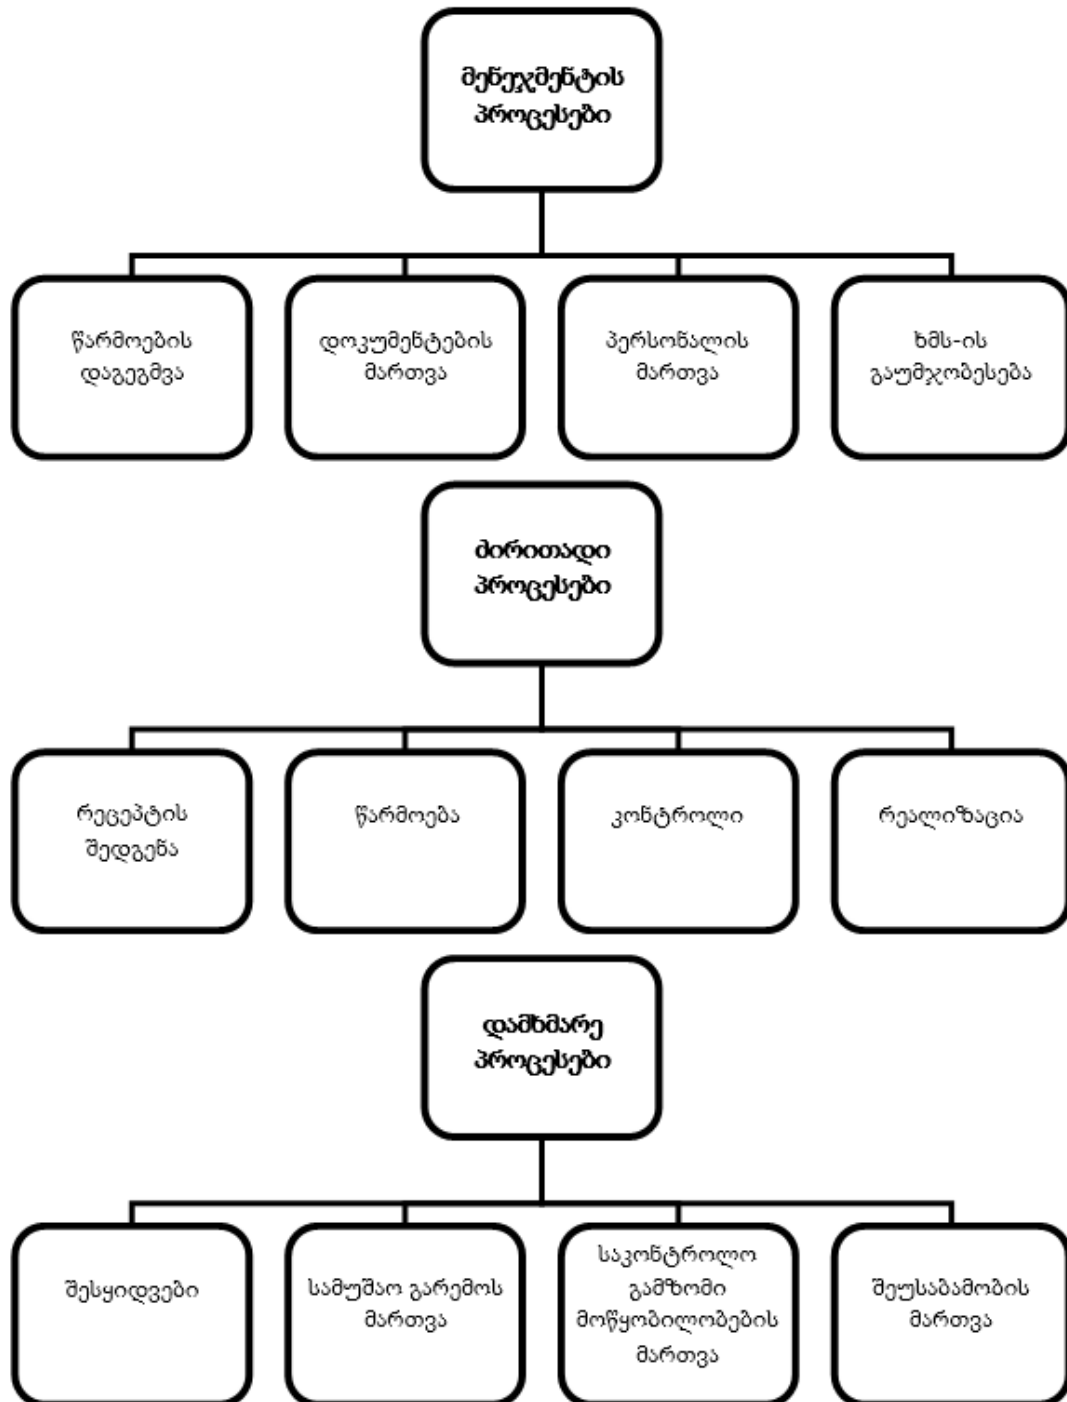 მენეჯმენტის
პროცესები
წარმოების
დაგეგმვა
დოკუმენტების
მართვა
პერსონალის
მართვა
ხმს-ის
გაუმჯობესება
ძირითადი
პროცესები
რეცეპტის
შედგენა
წარმოება
კონტროლი
რეალიზაცია
დამხმარე
პროცესები
შესყიდვები
სამუშაო გარემოს
მართვა
საკონტროლო
გამზომი
მოწყობილობების
მართვა
შეუსაბამობის
მართვა